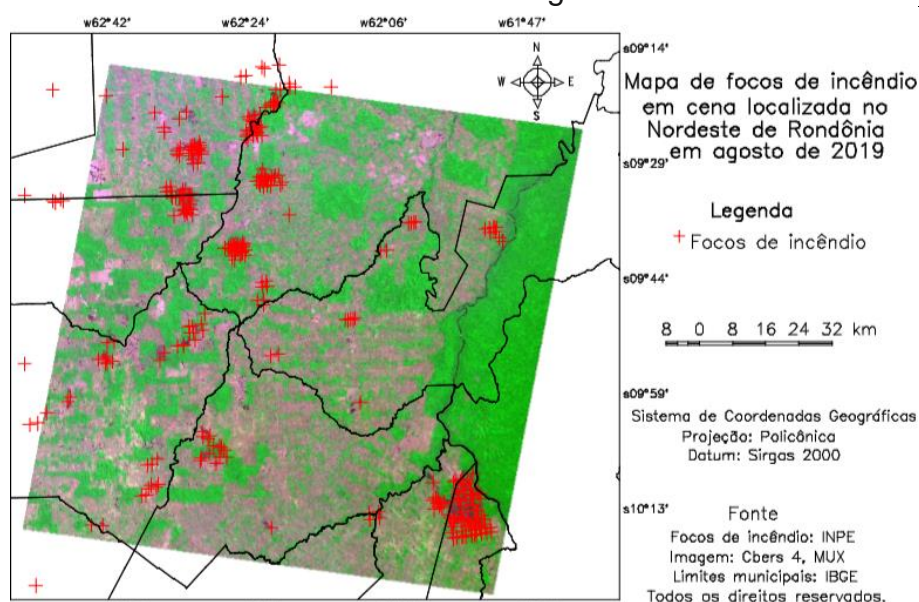 w62°42' w62°24' w62°06' w61°47'
N
W E
S
s09°14'
s09°29'
s09°44'
s09°59'
s10°13'
Mapa de focos de incêndio
em cena localizada no
Nordeste de Rondônia
em agosto de 2019
Legenda
Focos de incêndio
8 0 8 16 24 32 km
Sistema de Coordenadas Geográficas
Projeção: Policônica
Datum: Sirgas 2000
Fonte
Focos de incêndio: INPE
Imagem: Cbers 4, MUX
Limites municipais: IBGE
Todos os direitos reservados.